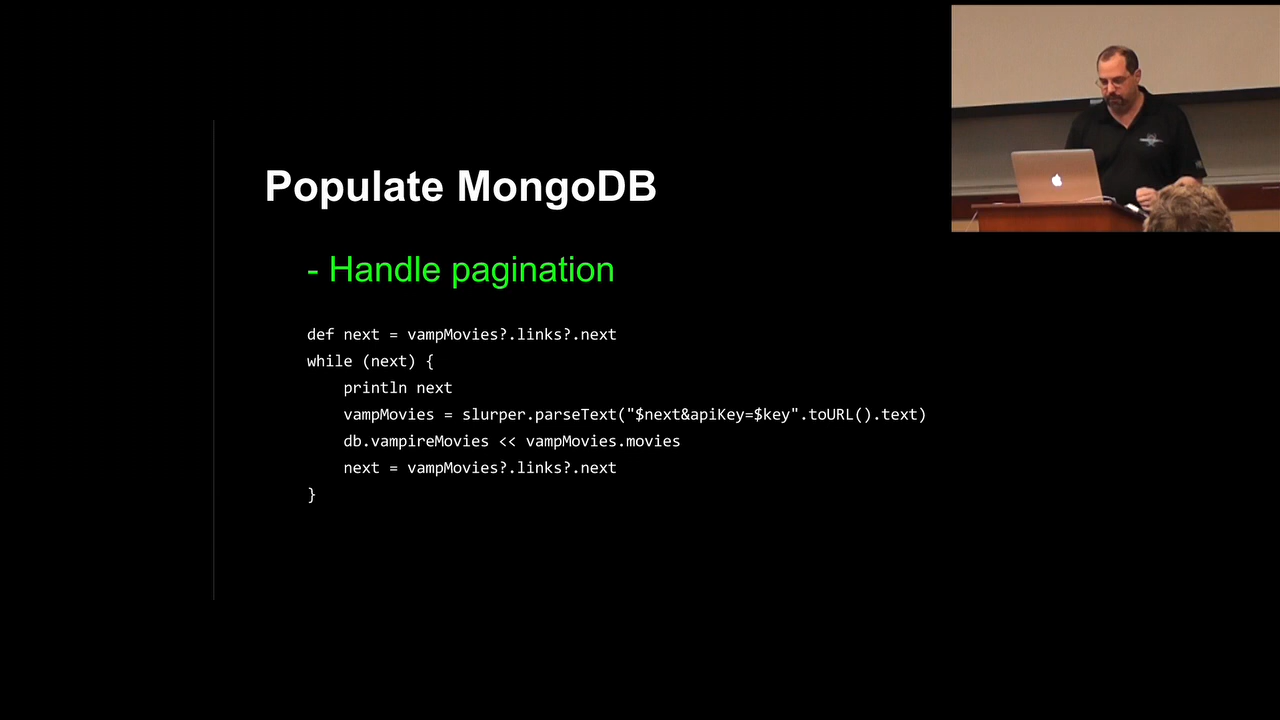 Populate MongoDB
- Handle pagination
def next = vampMovies?.links?.next
while (next) {
println next
vampMovies = slurper.parseText("$next&apiKey=$key".toURL().text)
db.vampireMovies << vampMovies.movies
next = vampMovies?.links?.next
}